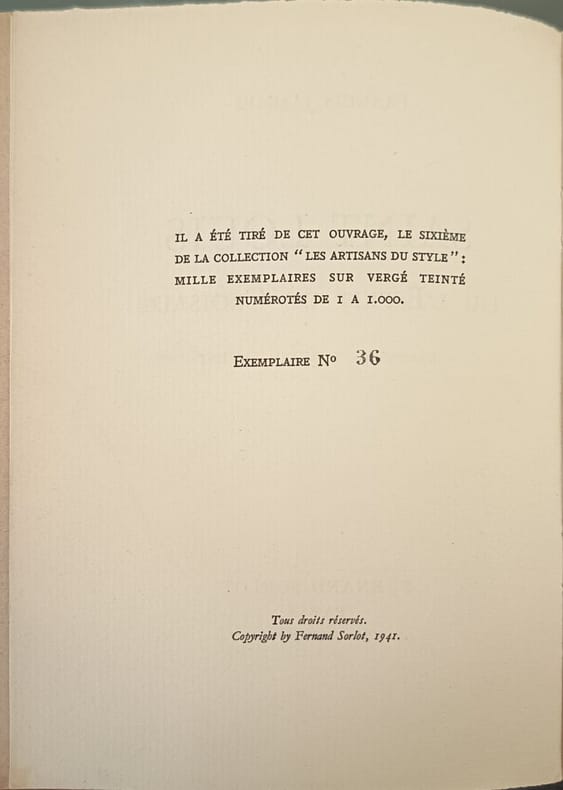 IL A ÉTÉ TIRÉ DE CET OUVRAGE, LE SIXIÈME
DE LA COLLECTION “LES ARTISANS DU STYLE” :
MILLE EXEMPLAIRES SUR VERGÉ TEINTÉ
NUMÉROTÉS DE 1 A 1.000.
EXEMPLAIRE Nº 36
Tous droits réservés.
Copyright by Fernand Sorlot, 1941.